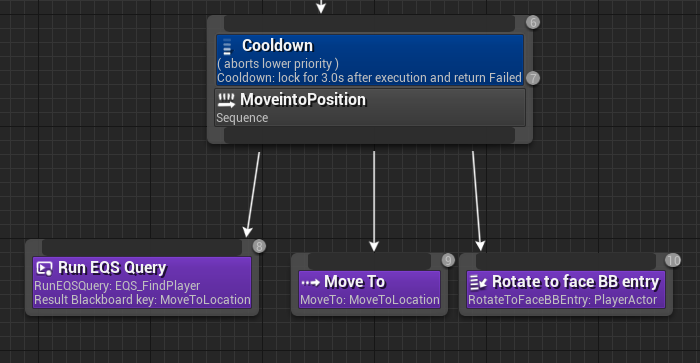 6
Cooldown
( aborts lower priority )
Cooldown: lock for 3.0s after execution and return Failed
7
MoveintoPosition
Sequence
8
Run EQS Query
RunEQSQuery: EQS_FindPlayer
Result Blackboard key: MoveToLocation
9
Move To
MoveTo: MoveToLocation
10
Rotate to face BB entry
RotateToFaceBBEntry: PlayerActor